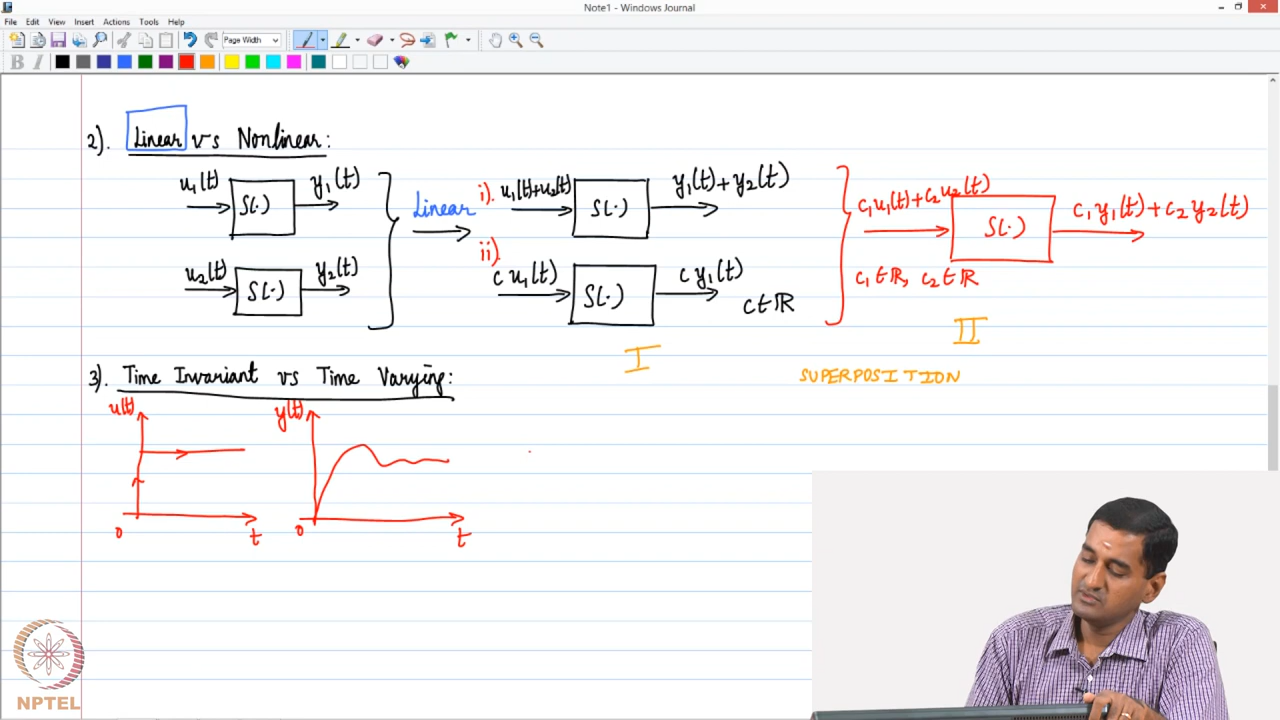 Note1 - Windows Journal
File Edit View Insert Actions Tools Help
Page Width
B I
2). Linear v-s Nonlinear:
u₁(t) S(·) y₁(t)
u₂(t) S(·) y₂(t)
Linear
i). u₁(t)+u₂(t) S(·) y₁(t)+y₂(t)
ii). c u₁(t) S(·) c y₁(t)
c∈ℝ
I
c₁u₁(t)+c₂u₂(t) S(·) c₁y₁(t)+c₂y₂(t)
c₁∈ℝ, c₂∈ℝ
II
SUPERPOSITION
3). Time Invariant vs Time Varying:
u(t) 0 t
y(t) 0 t
NPTEL